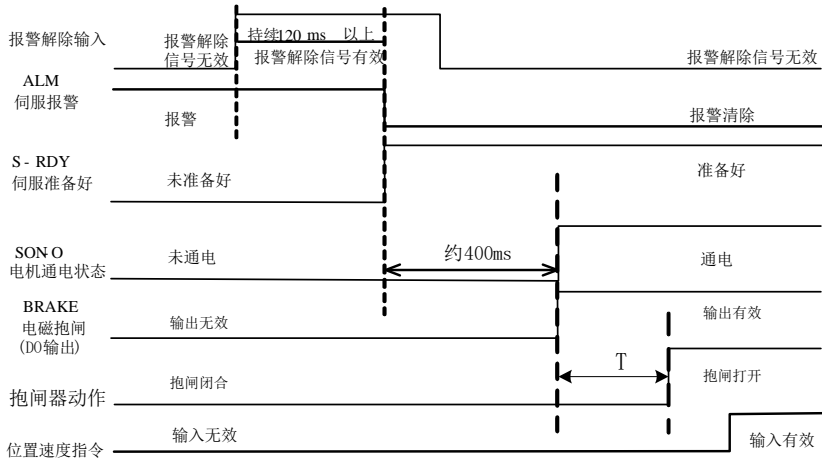 报警解除输入
报警解除
信号无效
持续120 ms 以上
报警解除信号有效
报警解除信号无效
ALM
伺服报警
报警
报警清除
S- RDY
伺服准备好
未准备好
准备好
SON-O
电机通电状态
未通电
约400ms
通电
BRAKE
电磁抱闸
(DO输出)
输出无效
输出有效
T
抱闸器动作
抱闸闭合
抱闸打开
位置速度指令
输入无效
输入有效